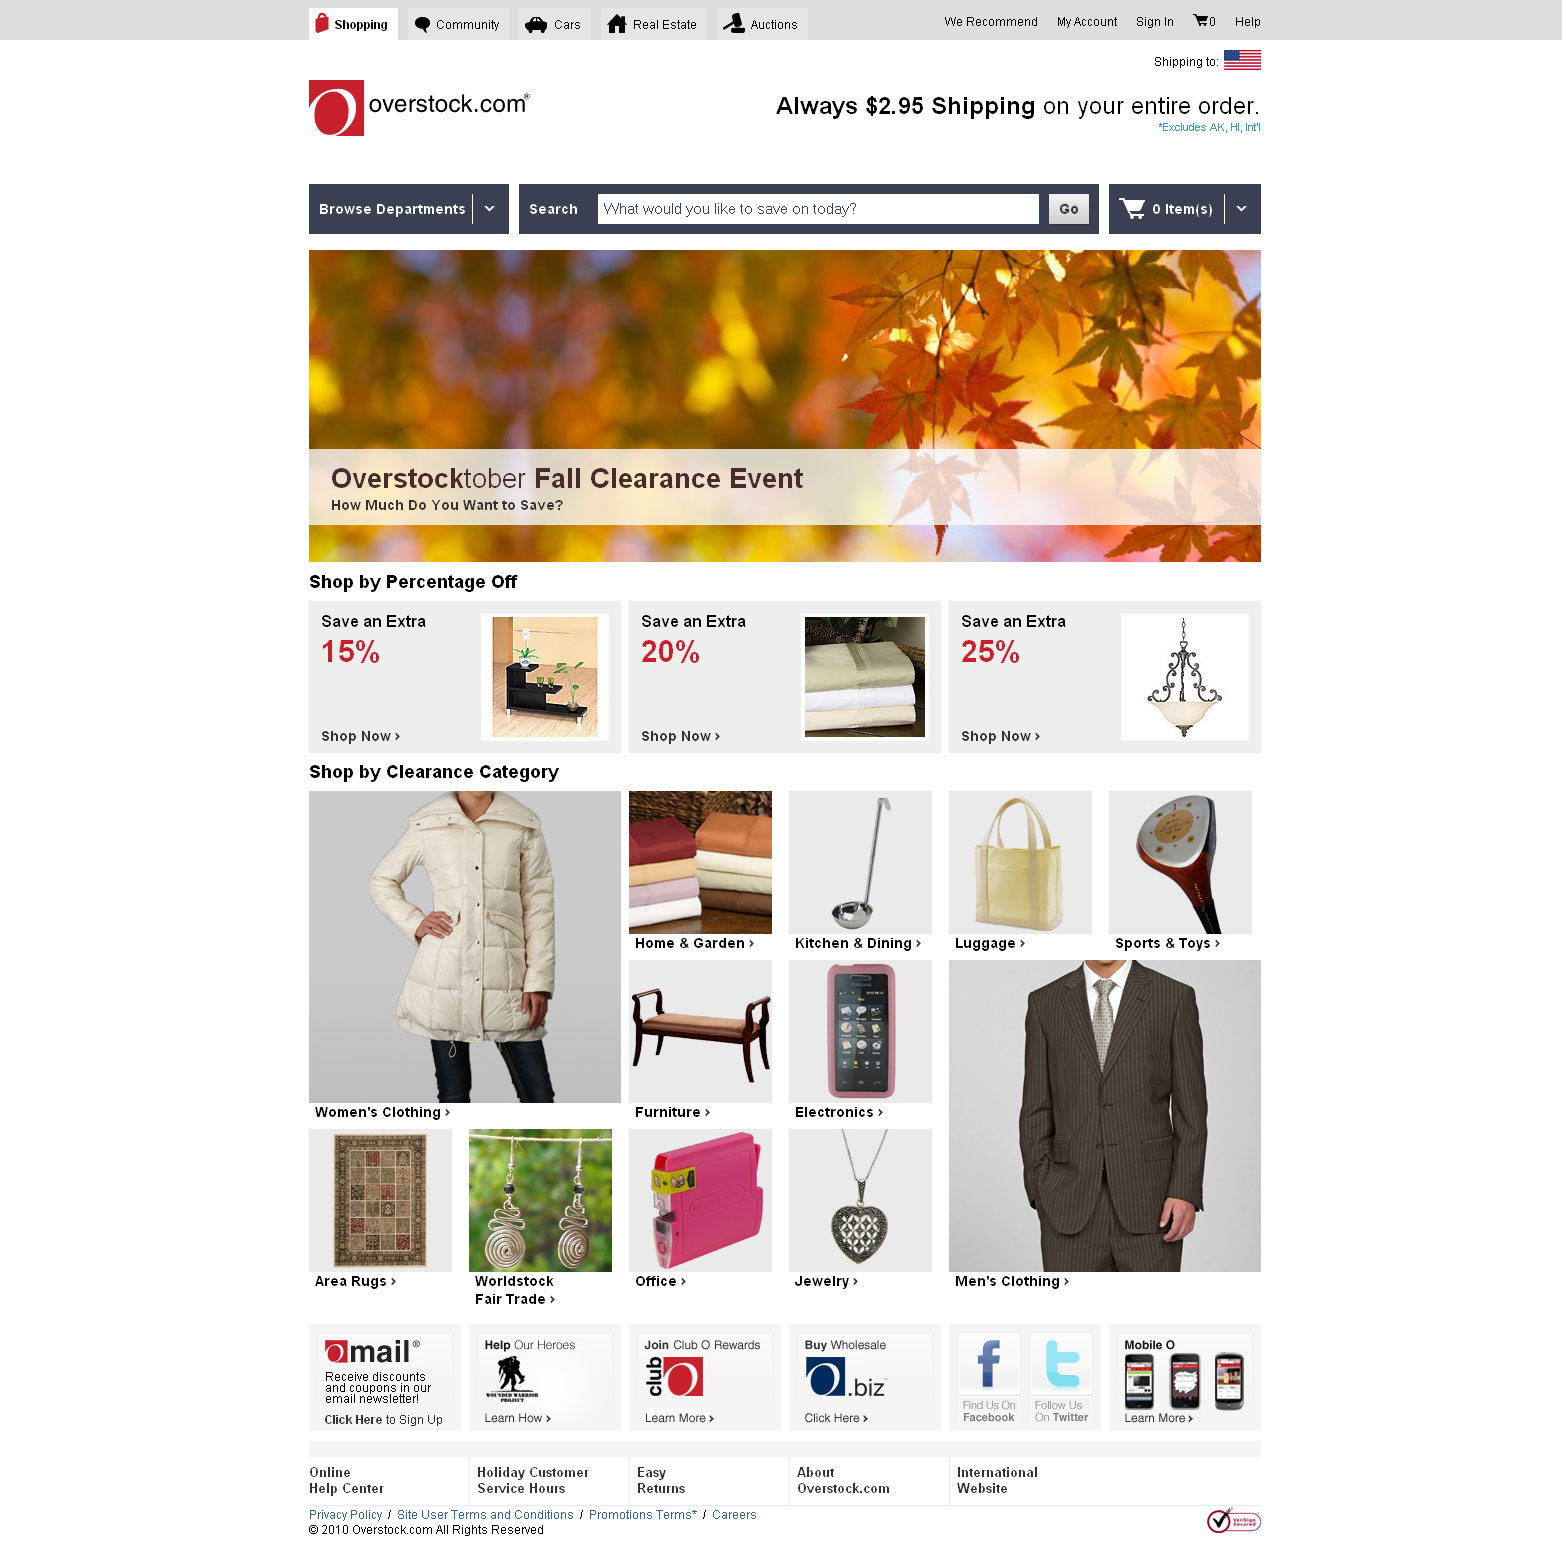 Shopping
Community
Cars
Real Estate
Auctions
We Recommend
My Account
Sign In
0
Help
Shipping to:
overstock.com®
Always $2.95 Shipping on your entire order.
*Excludes AK, HI, Int'l
Browse Departments
Search
What would you like to save on today?
Go
0 Item(s)
Overstocktober Fall Clearance Event
How Much Do You Want to Save?
Shop by Percentage Off
Save an Extra
15%
Shop Now ›
Save an Extra
20%
Shop Now ›
Save an Extra
25%
Shop Now ›
Shop by Clearance Category
Home & Garden ›
Kitchen & Dining ›
Luggage ›
Sports & Toys ›
Women's Clothing ›
Furniture ›
Electronics ›
Area Rugs ›
Worldstock
Fair Trade ›
Office ›
Jewelry ›
Men's Clothing ›
Omail®
Receive discounts
and coupons in our
email newsletter!
Click Here to Sign Up
Help Our Heroes
WOUNDED WARRIOR
PROJECT
Learn How ›
Join Club O Rewards
club O
Learn More ›
Buy Wholesale
O.biz™
Click Here ›
Find Us On
Facebook
Follow Us
On Twitter
Mobile O
Learn More ›
Online
Help Center
Holiday Customer
Service Hours
Easy
Returns
About
Overstock.com
International
Website
Privacy Policy / Site User Terms and Conditions / Promotions Terms* / Careers
© 2010 Overstock.com All Rights Reserved
VeriSign
Secured